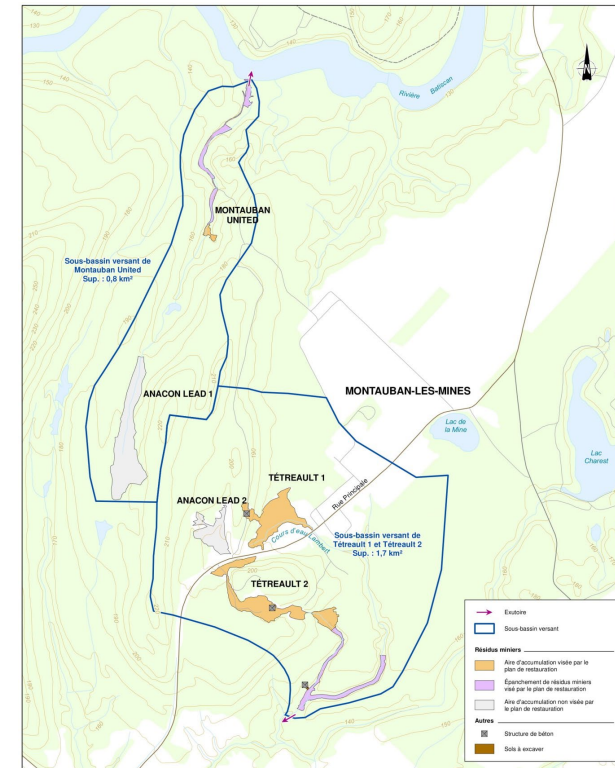 Rivière Batiscan
MONTAUBAN
UNITED
Sous-bassin versant de
Montauban United
Sup. : 0,8 km²
ANACON LEAD 1
MONTAUBAN-LES-MINES
Lac de
la Mine
Lac
Charest
TÉTREAULT 1
Rue Principale
ANACON LEAD 2
Cours d'eau Lambert
Sous-bassin versant de
Tétreault 1 et Tétreault 2
Sup. : 1,7 km²
TÉTREAULT 2
Exutoire
Sous-bassin versant
Résidus miniers
Aire d'accumulation visée par le
plan de restauration
Épanchement de résidus miniers
visé par le plan de restauration
Aire d'accumulation non visée par
le plan de restauration
Autres
Structure de béton
Sols à excaver